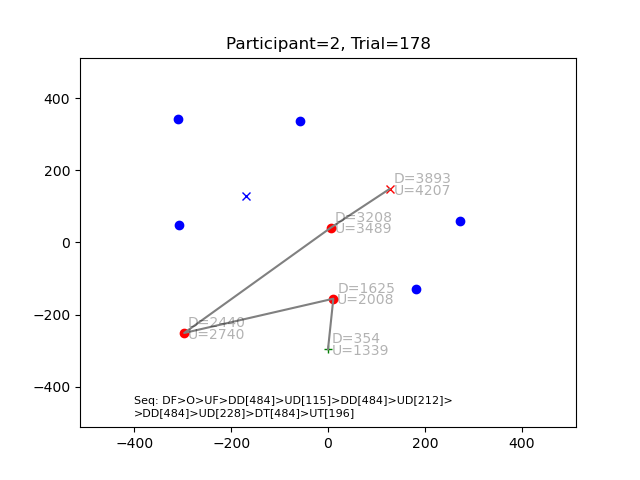 Participant=2, Trial=178
400
200
0
−200
−400
D=3893
U=4207
D=3208
U=3489
D=1625
U=2008
D=2440
U=2740
D=354
U=1339
Seq: DF>O>UF>DD[484]>UD[115]>DD[484]>UD[212]>
>DD[484]>UD[228]>DT[484]>UT[196]
−400 −200 0 200 400